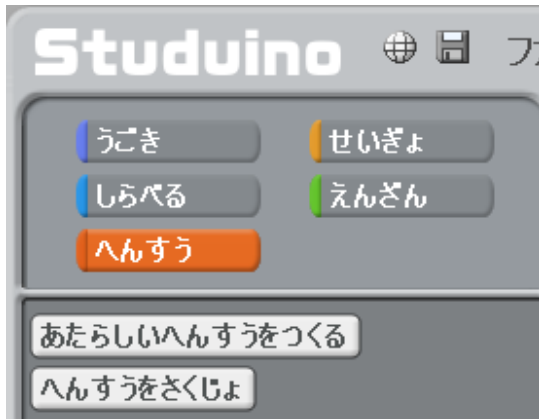 Studuino
うごき せいぎょ
しらべる えんざん
へんすう
あたらしいへんすうをつくる
へんすうをさくじょ